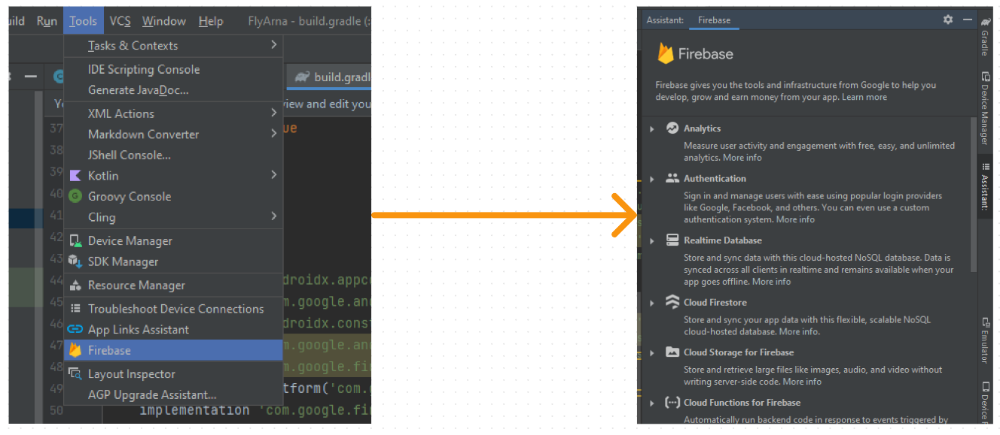 Run Tools VCS Window Help FlyArna - build.gradle (:
Tasks & Contexts
IDE Scripting Console
Generate JavaDoc...
XML Actions
Markdown Converter
JShell Console...
Kotlin
Groovy Console
Cling
Device Manager
SDK Manager
Resource Manager
Troubleshoot Device Connections
App Links Assistant
Firebase
Layout Inspector
AGP Upgrade Assistant...
build.gradl
view and edit you
37 ue
38
39
40
41
42
43
44 droidx.appco
45 m.google.and
46 droidx.const
47 m.google.and
48 m.google.fir
49 tform('com.g
50 implementation 'com.google.fir
Assistant: Firebase
Firebase
Firebase gives you the tools and infrastructure from Google to help you
develop, grow and earn money from your app. Learn more
Analytics
Measure user activity and engagement with free, easy, and unlimited
analytics. More info
Authentication
Sign in and manage users with ease using popular login providers
like Google, Facebook, and others. You can even use a custom
authentication system. More info
Realtime Database
Store and sync data with this cloud-hosted NoSQL database. Data is
synced across all clients in realtime and remains available when your
app goes offline. More info
Cloud Firestore
Store and sync your app data with this flexible, scalable NoSQL
cloud-hosted database. More info.
Cloud Storage for Firebase
Store and retrieve large files like images, audio, and video without
writing server-side code. More info
Cloud Functions for Firebase
Automatically run backend code in response to events triggered by
Gradle
Device Manager
Assistant:
Emulator
Device F